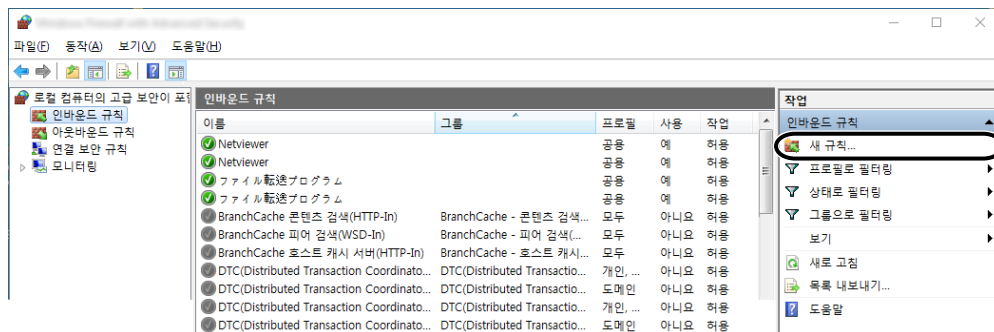 파일(F) 동작(A) 보기(V) 도움말(H)
로컬 컴퓨터의 고급 보안이 포
인바운드 규칙
아웃바운드 규칙
연결 보안 규칙
모니터링
인바운드 규칙
이름 그룹 프로필 사용 작업
Netviewer 공용 예 허용
Netviewer 공용 예 허용
ファイル転送プログラム 공용 예 허용
ファイル転送プログラム 공용 예 허용
BranchCache 콘텐츠 검색(HTTP-In) BranchCache - 콘텐츠 검색... 모두 아니요 허용
BranchCache 피어 검색(WSD-In) BranchCache - 피어 검색(... 모두 아니요 허용
BranchCache 호스트 캐시 서버(HTTP-In) BranchCache - 호스트 캐시... 모두 아니요 허용
DTC(Distributed Transaction Coordinato... DTC(Distributed Transactio... 개인, ... 아니요 허용
DTC(Distributed Transaction Coordinato... DTC(Distributed Transactio... 도메인 아니요 허용
DTC(Distributed Transaction Coordinato... DTC(Distributed Transactio... 개인, ... 아니요 허용
DTC(Distributed Transaction Coordinato... DTC(Distributed Transactio... 도메인 아니요 허용
작업
인바운드 규칙
새 규칙...
프로필로 필터링
상태로 필터링
그룹으로 필터링
보기
새로 고침
목록 내보내기...
도움말